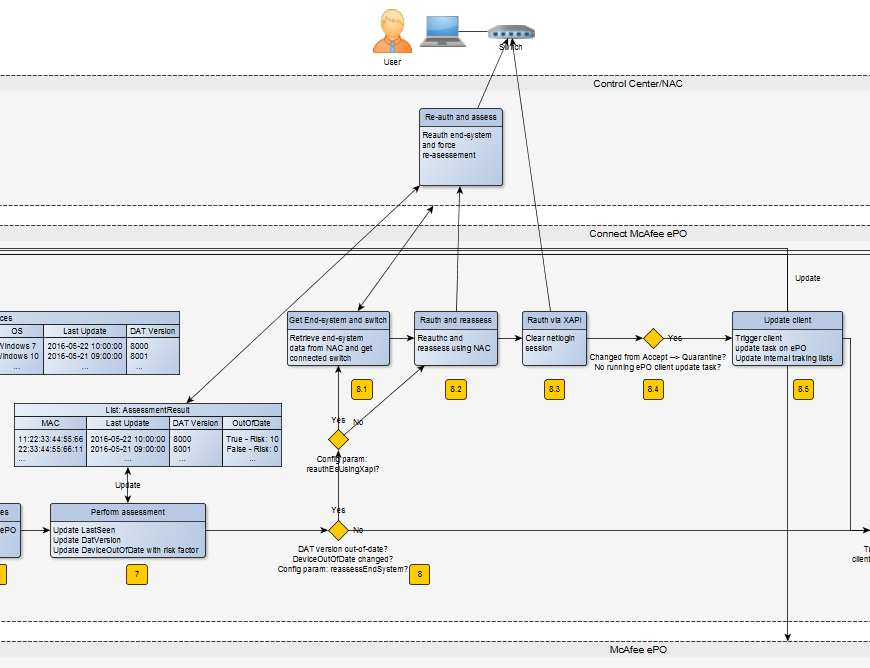 User
Switch
Control Center/NAC
Re-auth and assess
Reauth end-system
and force
re-asessement
Connect McAfee ePO
Update
ces
OS
Last Update
DAT Version
Windows 7
2016-05-22 10:00:00
8000
Windows 10
2016-05-21 09:00:00
8001
...
...
...
Get End-system and switch
Retrieve end-system
data from NAC and get
connected switch
8.1
Rauth and reassess
Reauthc and
reassess using NAC
8.2
Rauth via XAPI
Clear netlogin
session
8.3
Yes
Changed from Accept --> Quarantine?
No running ePO client update task?
8.4
Update client
Trigger client
update task on ePO
Update internal traking lists
8.5
List: AssessmentResult
MAC
Last Update
DAT Version
OutOfDate
11:22:33:44:55:66
2016-05-22 10:00:00
8000
True - Risk: 10
22:33:44:55:66:11
2016-05-21 09:00:00
8001
False - Risk: 0
...
...
...
...
Yes
No
Config param:
reauthEsUsingXapi?
Update
es
ePO
Perform assessment
Update LastSeen
Update DatVersion
Update DeviceOutOfDate with risk factor
7
Yes
No
DAT version out-of-date?
DeviceOutOfDate changed?
Config param: reassessEndSystem?
8
Tr
client
McAfee ePO